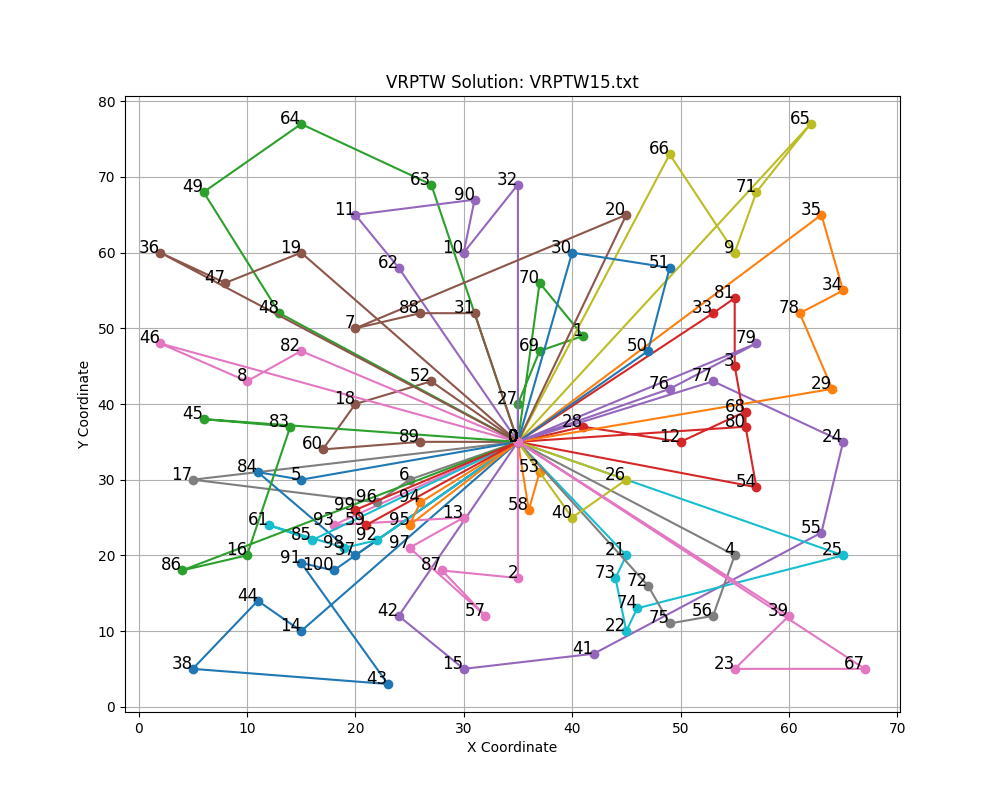 VRPTW Solution: VRPTW15.txt
80
70
60
50
40
30
20
10
0
Y Coordinate
0 10 20 30 40 50 60 70
X Coordinate
64 65
66
63 49 71
90 32
11 20 35
36 19 10 30 9
47 62 51
70 34 81
48 88 31 33 78
7 1
46 82 69 50 79
8 52 3 77
76 29
18 27
45 83 28 68
60 89 0 12 80 24
84 5 6 53 26 54
17
99 96 94 58 40
61 93 59 95 13
85 98 37 92 97 55
86 16 91 100 87 21 4 25
2 73 72
44 57 74 75 56 39
14 42 22
38 43 15 41 23 67